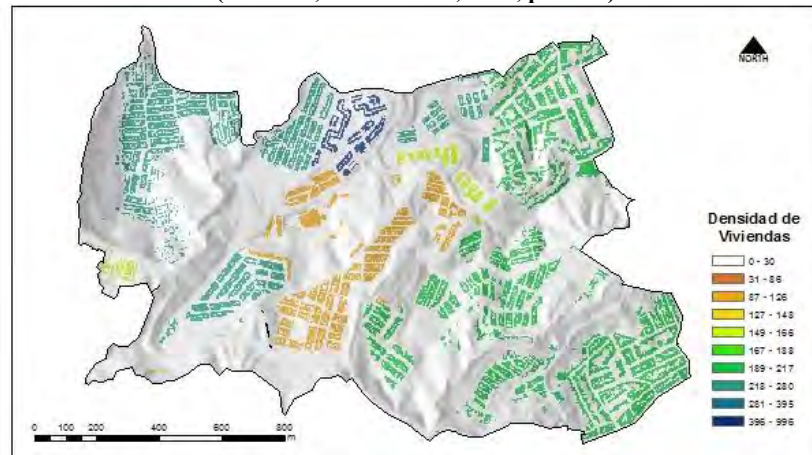 NORTH
Densidad de
Viviendas
0 - 30
31 - 86
87 - 126
127 - 148
149 - 166
167 - 188
189 - 217
218 - 280
281 - 395
396 - 996
0 100 200 400 600 800
m